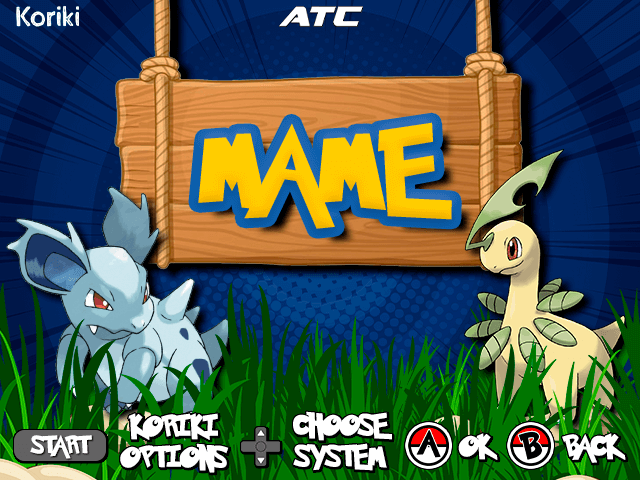 Koriki
ATC
MAME
START
KORIKI
OPTIONS
CHOOSE
SYSTEM
A
OK
B
BACK